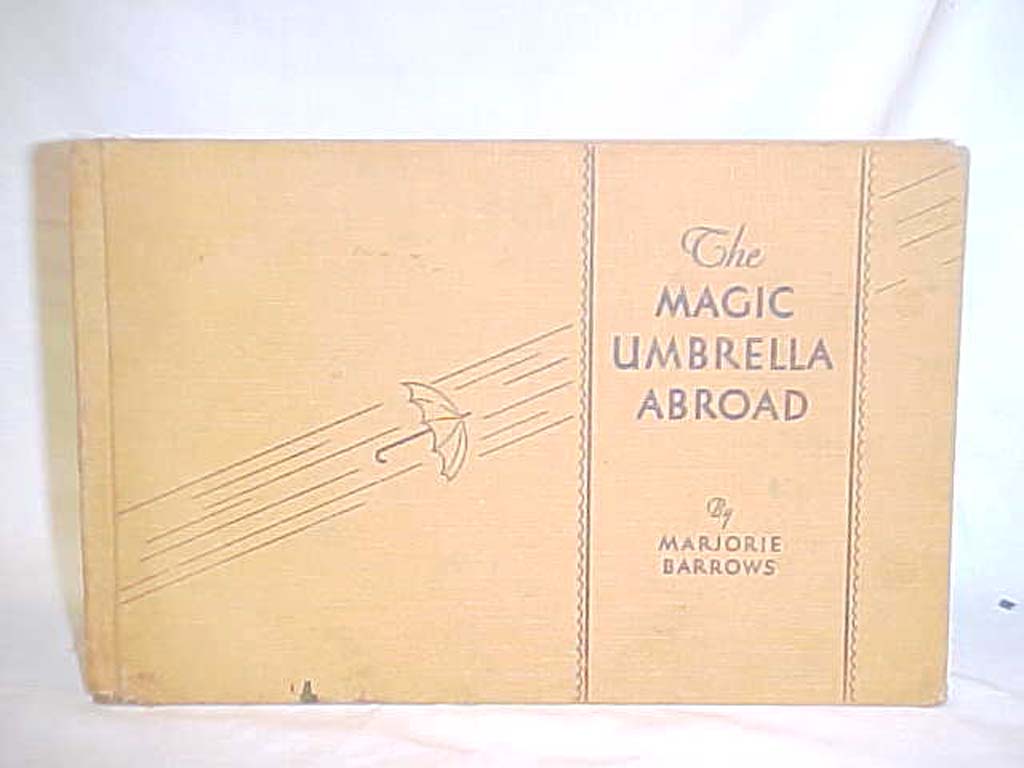 The
MAGIC
UMBRELLA
ABROAD
By
MARJORIE
BARROWS